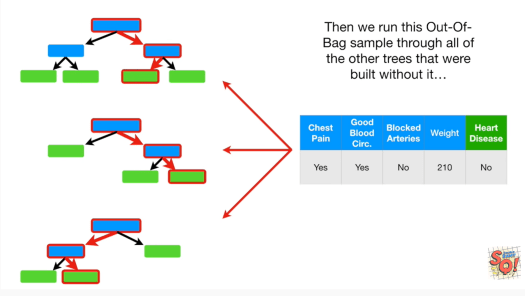 Then we run this Out-Of-
Bag sample through all of
the other trees that were
built without it…
Chest Pain Good Blood Circ. Blocked Arteries Weight Heart Disease
Yes Yes No 210 No
SQ!